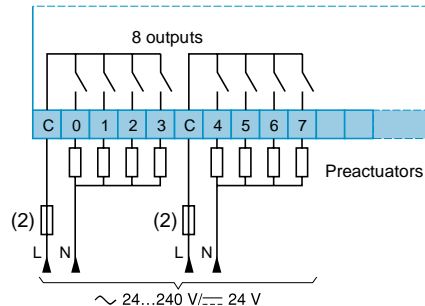 8 outputs
C 0 1 2 3 C 4 5 6 7
Preactuators
(2) (2)
L N L N
∼ 24...240 V/⎓ 24 V